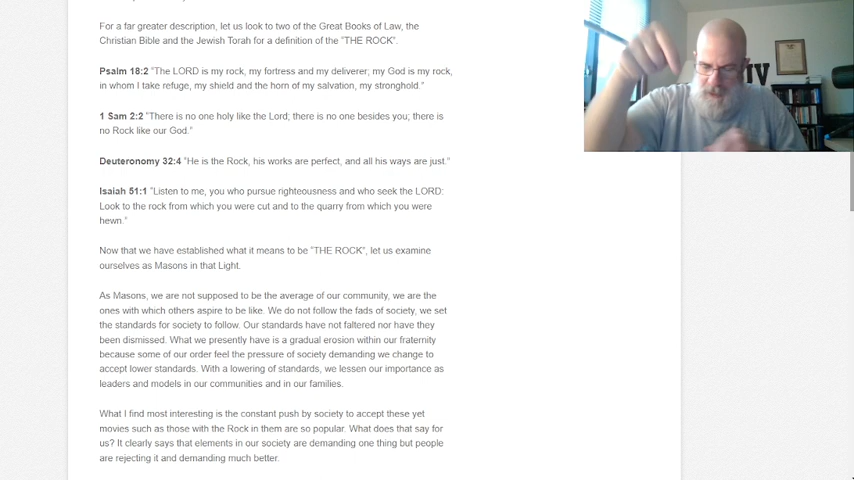 For a far greater description, let us look to two of the Great Books of Law, the
Christian Bible and the Jewish Torah for a definition of the "THE ROCK".
Psalm 18:2 "The LORD is my rock, my fortress and my deliverer; my God is my rock,
in whom I take refuge, my shield and the horn of my salvation, my stronghold."
1 Sam 2:2 "There is no one holy like the Lord; there is no one besides you; there is
no Rock like our God."
Deuteronomy 32:4 "He is the Rock, his works are perfect, and all his ways are just."
Isaiah 51:1 "Listen to me, you who pursue righteousness and who seek the LORD:
Look to the rock from which you were cut and to the quarry from which you were
hewn."
Now that we have established what it means to be "THE ROCK", let us examine
ourselves as Masons in that Light.
As Masons, we are not supposed to be the average of our community, we are the
ones with which others aspire to be like. We do not follow the fads of society, we set
the standards for society to follow. Our standards have not faltered nor have they
been dismissed. What we presently have is a gradual erosion within our fraternity
because some of our order feel the pressure of society demanding we change to
accept lower standards. With a lowering of standards, we lessen our importance as
leaders and models in our communities and in our families.
What I find most interesting is the constant push by society to accept these yet
movies such as those with the Rock in them are so popular. What does that say for
us? It clearly says that elements in our society are demanding one thing but people
are rejecting it and demanding much better.